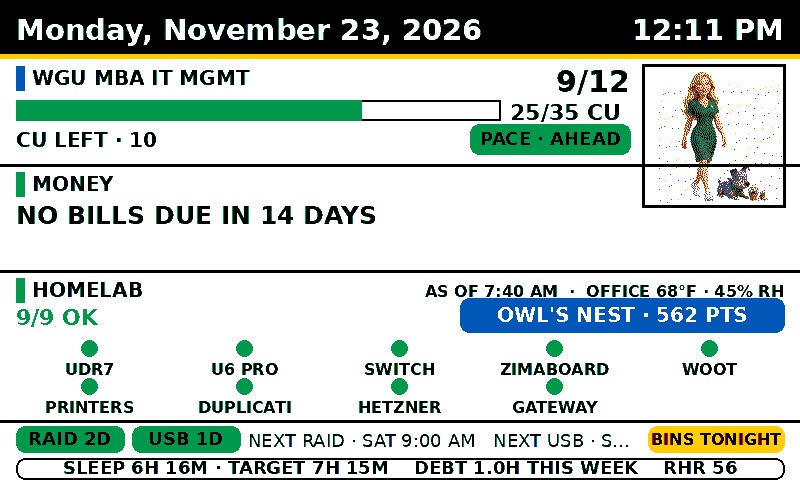 Monday, November 23, 2026 12:11 PM
WGU MBA IT MGMT 9/12
25/35 CU
CU LEFT · 10 PACE · AHEAD
MONEY
NO BILLS DUE IN 14 DAYS
HOMELAB AS OF 7:40 AM · OFFICE 68°F · 45% RH
9/9 OK OWL'S NEST · 562 PTS
UDR7 U6 PRO SWITCH ZIMABOARD WOOT
PRINTERS DUPLICATI HETZNER GATEWAY
RAID 2D USB 1D NEXT RAID · SAT 9:00 AM NEXT USB · S... BINS TONIGHT
SLEEP 6H 16M · TARGET 7H 15M DEBT 1.0H THIS WEEK RHR 56